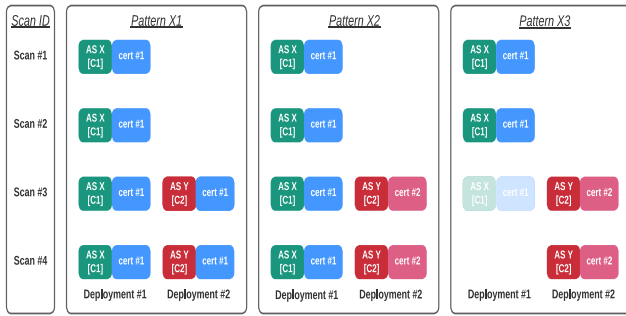 Scan ID
Pattern X1
Pattern X2
Pattern X3
Scan #1
AS X
[C1]
cert #1
AS X
[C1]
cert #1
AS X
[C1]
cert #1
Scan #2
AS X
[C1]
cert #1
AS X
[C1]
cert #1
AS X
[C1]
cert #1
Scan #3
AS X
[C1]
cert #1
AS Y
[C2]
cert #1
AS X
[C1]
cert #1
AS Y
[C2]
cert #2
AS X
[C1]
cert #1
AS Y
[C2]
cert #2
Scan #4
AS X
[C1]
cert #1
AS Y
[C2]
cert #1
AS X
[C1]
cert #1
AS Y
[C2]
cert #2
AS Y
[C2]
cert #2
Deployment #1
Deployment #2
Deployment #1
Deployment #2
Deployment #1
Deployment #2